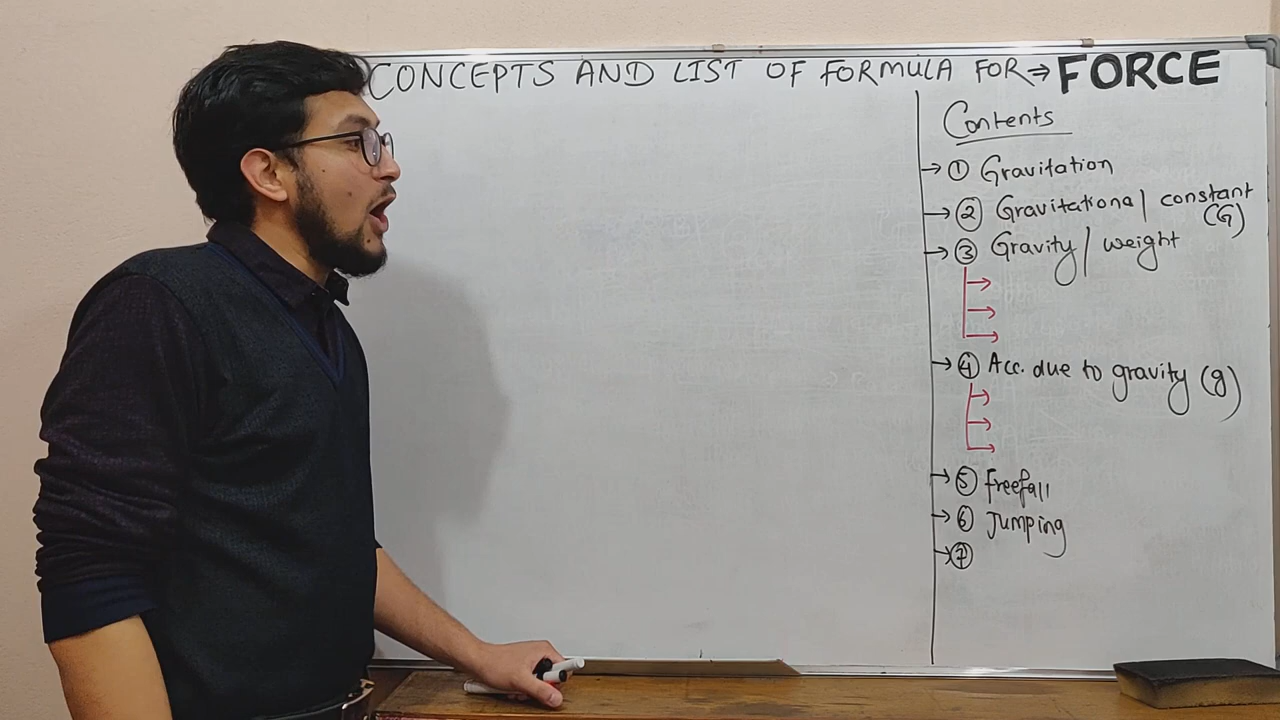 CONCEPTS AND LIST OF FORMULA FOR → FORCE
Contents
→ ① Gravitation
→ ② Gravitational constant
(G)
→ ③ Gravity / weight
→
→
→
→ ④ Acc. due to gravity (g)
→
→
→
→ ⑤ freefall
→ ⑥ Jumping
→ ⑦